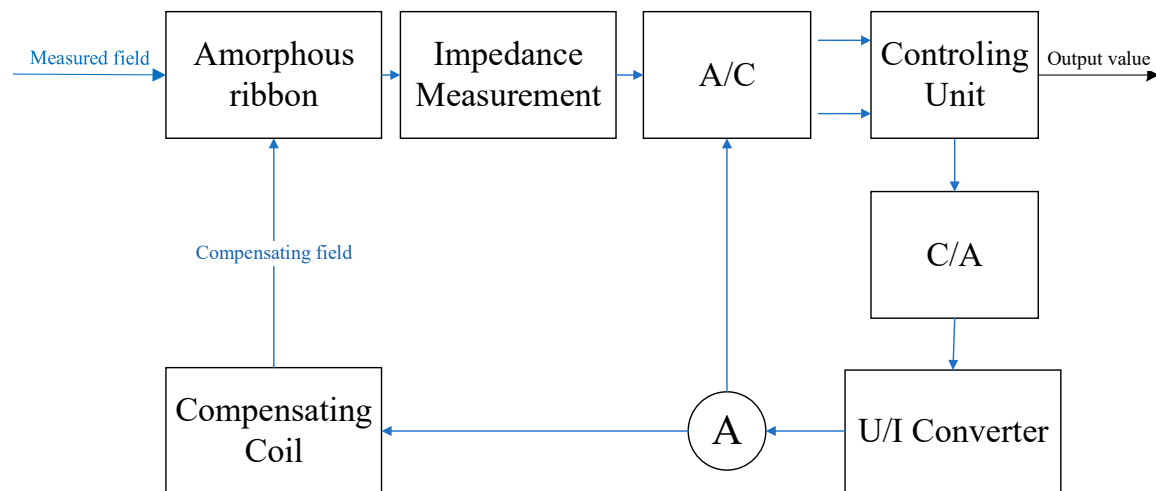 Measured field
Amorphous
ribbon
Impedance
Measurement
A/C
Controling
Unit
Output value
Compensating field
C/A
Compensating
Coil
A
U/I Converter